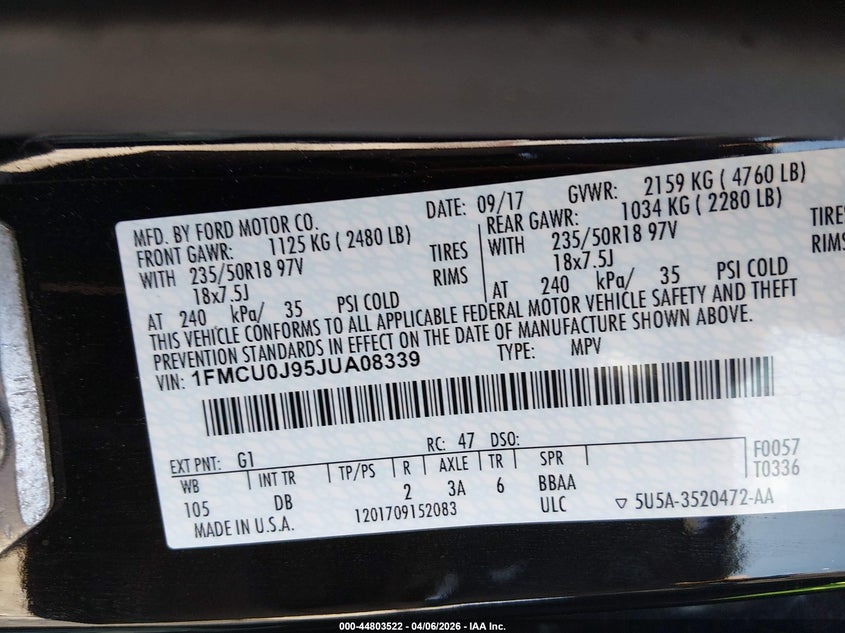 MFD. BY FORD MOTOR CO.
DATE: 09/17
GVWR: 2159 KG ( 4760 LB)
FRONT GAWR: 1125 KG ( 2480 LB)
REAR GAWR: 1034 KG ( 2280 LB)
WITH 235/50R18 97V TIRES
WITH 235/50R18 97V TIRE
18x7.5J RIMS
18x7.5J RIMS
AT 240 kPa/ 35 PSI COLD
AT 240 kPa/ 35 PSI COLD
THIS VEHICLE CONFORMS TO ALL APPLICABLE FEDERAL MOTOR VEHICLE SAFETY AND THEFT
PREVENTION STANDARDS IN EFFECT ON THE DATE OF MANUFACTURE SHOWN ABOVE.
VIN: 1FMCU0J95JUA08339
TYPE: MPV
EXT PNT: G1 RC: 47 DSO:
F0057
T0336
WB INT TR TP/PS R AXLE TR SPR
105 DB 2 3A 6 BBAA
MADE IN U.S.A. 1201709152083 ULC ▽ 5U5A-3520472-AA
000-44803522 - 04/06/2026 - IAA Inc.